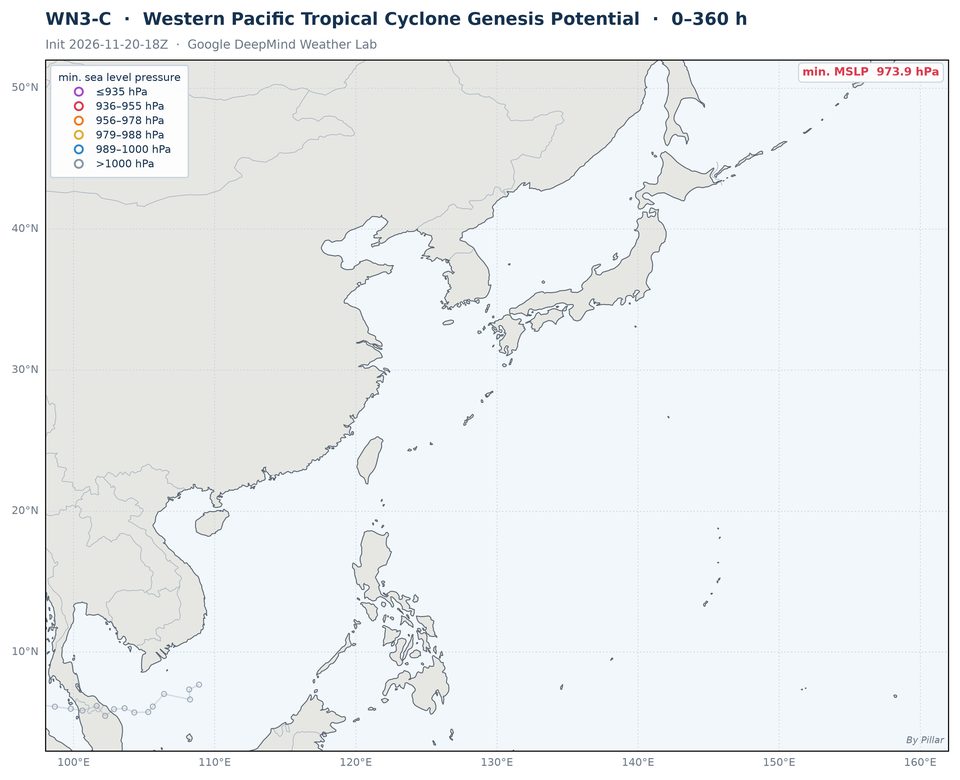 WN3-C · Western Pacific Tropical Cyclone Genesis Potential · 0–360 h
Init 2026-11-20-18Z · Google DeepMind Weather Lab
min. sea level pressure
≤935 hPa
936–955 hPa
956–978 hPa
979–988 hPa
989–1000 hPa
>1000 hPa
min. MSLP 973.9 hPa
50°N
40°N
30°N
20°N
10°N
By Pillar
100°E 110°E 120°E 130°E 140°E 150°E 160°E